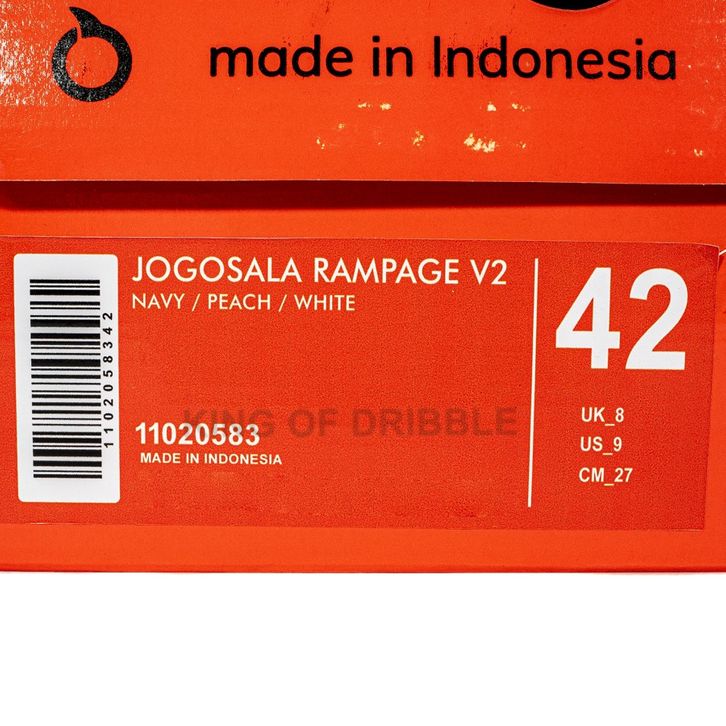 made in Indonesia
JOGOSALA RAMPAGE V2
NAVY / PEACH / WHITE
11020583
MADE IN INDONESIA
KING OF DRIBBLE
1102058342
42
UK_8
US_9
CM_27